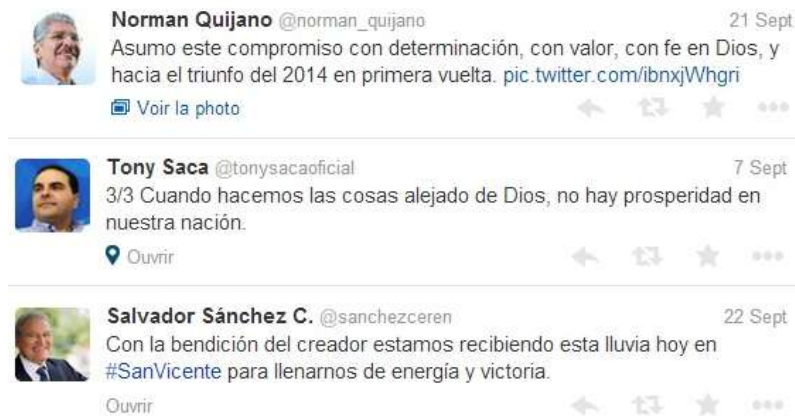 Norman Quijano @norman_quijano 21 Sept
Asumo este compromiso con determinación, con valor, con fe en Dios, y
hacia el triunfo del 2014 en primera vuelta. pic.twitter.com/ibnxjWhgri
Voir la photo
Tony Saca @tonysacaoficial 7 Sept
3/3 Cuando hacemos las cosas alejado de Dios, no hay prosperidad en
nuestra nación.
Ouvrir
Salvador Sánchez C. @sanchezceren 22 Sept
Con la bendición del creador estamos recibiendo esta lluvia hoy en
#SanVicente para llenarnos de energía y victoria.
Ouvrir